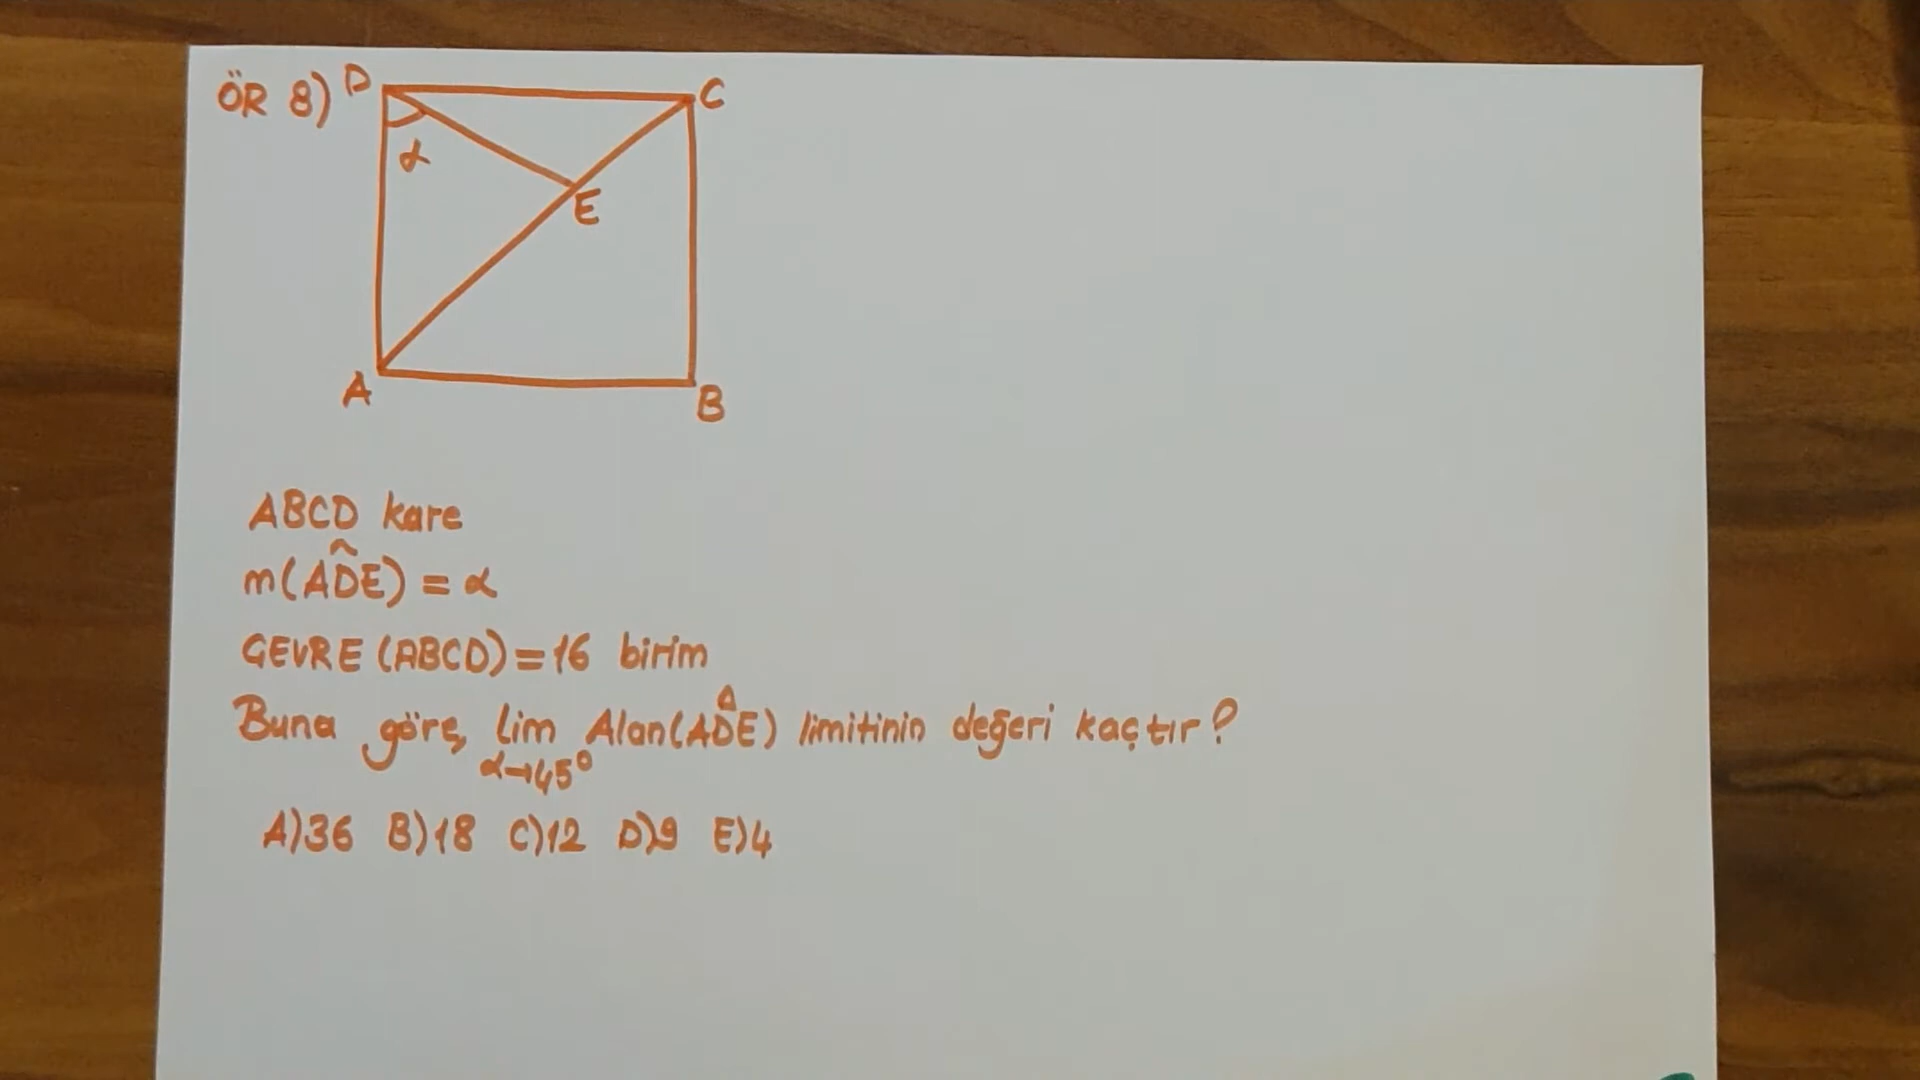 ÖR 8) D
C
α
E
A
B
ABCD kare
m(ADE) = α
ÇEVRE (ABCD) = 16 birim
Buna göre, lim Alan(ADE) limitinin değeri kaçtır?
α→45°
A)36 B)18 C)12 D)9 E)4